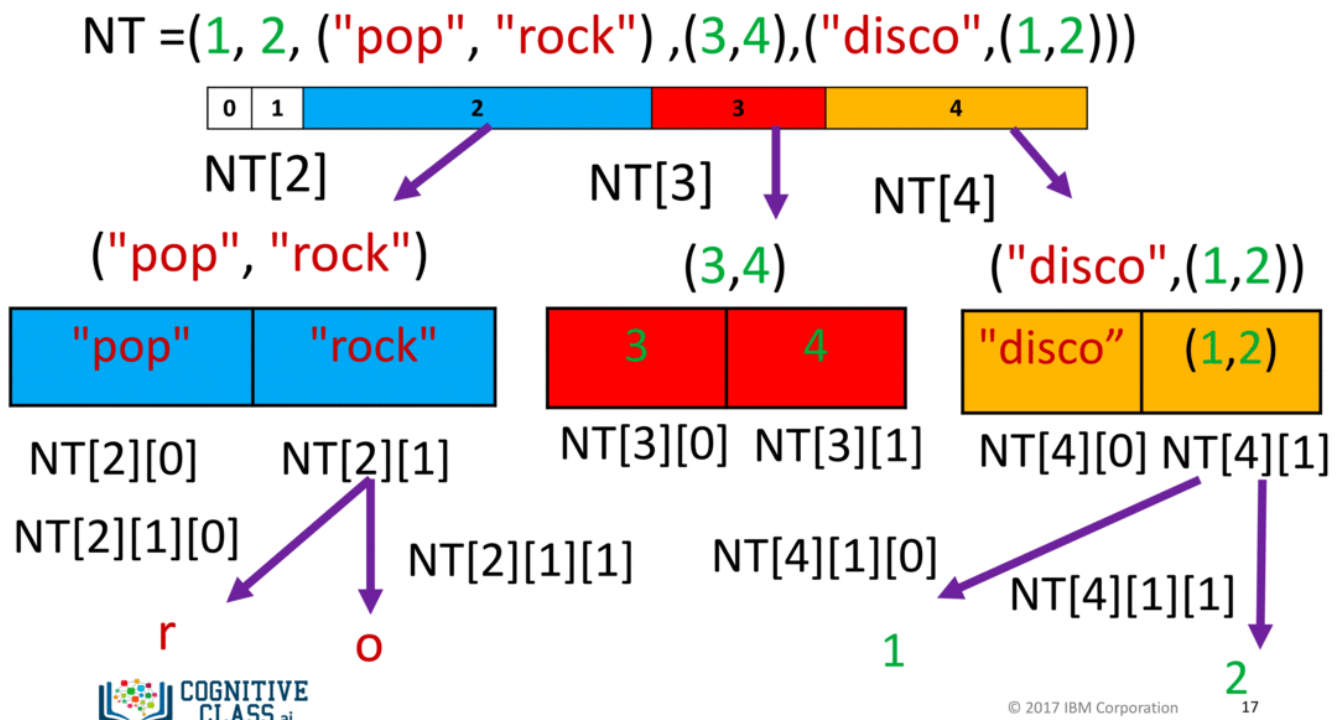 NT =(1, 2, ("pop", "rock") ,(3,4),("disco",(1,2)))
0 1 2 3 4
NT[2] NT[3] NT[4]
("pop", "rock") (3,4) ("disco",(1,2))
"pop" "rock" 3 4 "disco” (1,2)
NT[2][0] NT[2][1] NT[3][0] NT[3][1] NT[4][0] NT[4][1]
NT[2][1][0] NT[2][1][1] NT[4][1][0] NT[4][1][1]
r o 1 2
COGNITIVE
CLASS.ai
© 2017 IBM Corporation 17